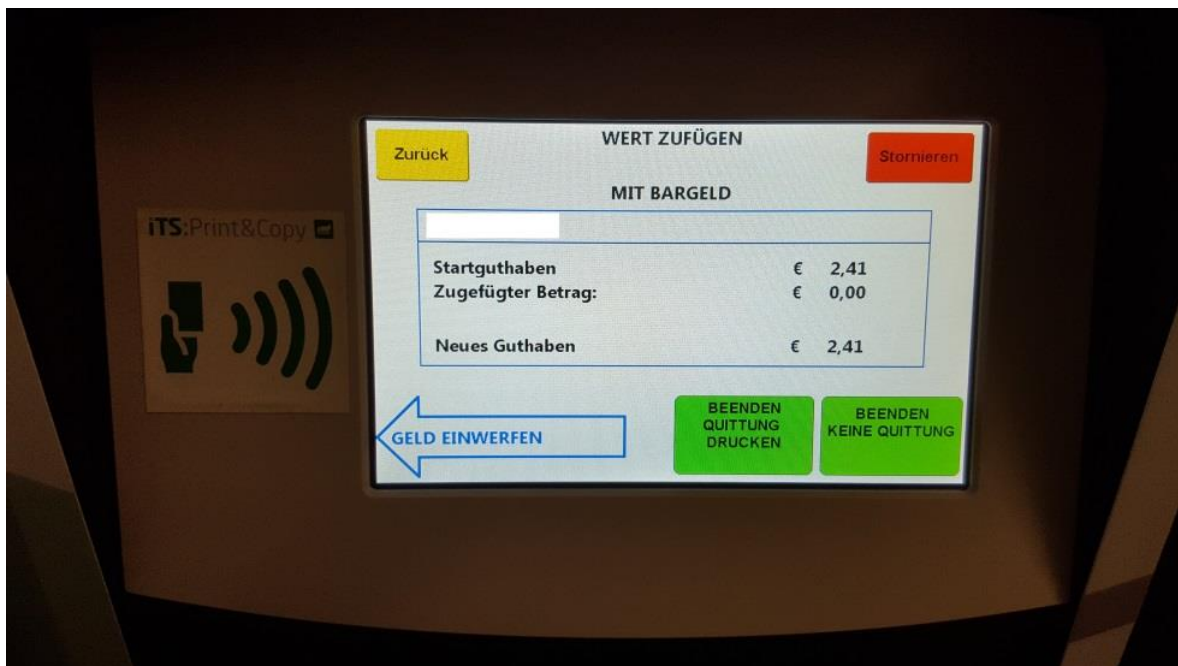 WERT ZUFÜGEN
Zurück
Stornieren
MIT BARGELD
iTS:Print&Copy
Startguthaben € 2,41
Zugefügter Betrag: € 0,00
Neues Guthaben € 2,41
GELD EINWERFEN
BEENDEN
QUITTUNG
DRUCKEN
BEENDEN
KEINE QUITTUNG